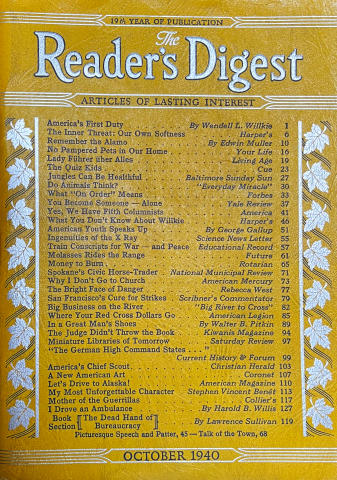 19th YEAR OF PUBLICATION
The
Reader's Digest
ARTICLES OF LASTING INTEREST
America's First Duty . . . By Wendell L. Willkie 1
The Inner Threat: Our Own Softness . Harper's 6
Remember the Alamo . . . By Edwin Muller 10
No Pampered Pets in Our Home . . Your Life 16
Lady Führer über Alles . . . Living Age 19
The Quiz Kids . . . Cue 23
Jungles Can Be Healthful . . Baltimore Sunday Sun 27
Do Animals Think? . . . "Everyday Miracle" 30
What "On Order" Means . . . Forbes 33
You Become Someone — Alone . . Yale Review 37
Yes, We Have Fifth Columnists . . America 41
What You Don't Know About Willkie . Harper's 46
American Youth Speaks Up . . By George Gallup 51
Ingenuities of the X Ray . . Science News Letter 55
Train Conscripts for War — and Peace Educational Record 57
Molasses Rides the Range . . . Future 61
Money to Burn . . . Rotarian 65
Spokane's Civic Horse-Trader . National Municipal Review 71
Why I Don't Go to Church . . American Mercury 73
The Bright Face of Danger . . Rebecca West 77
San Francisco's Cure for Strikes . Scribner's Commentator 79
Big Business on the River . . "Big River to Cross" 82
Where Your Red Cross Dollars Go . American Legion 85
In a Great Man's Shoes . . By Walter B. Pitkin 89
The Judge Didn't Throw the Book . Kiwanis Magazine 94
Miniature Libraries of Tomorrow . Saturday Review 97
"The German High Command States . . ."
Current History & Forum 99
America's Chief Scout . . . Christian Herald 103
A New American Art . . . Coronet 107
Let's Drive to Alaska! . . American Magazine 110
My Most Unforgettable Character . Stephen Vincent Benét 113
Mother of the Guerrillas . . . Collier's 117
I Drove an Ambulance . . By Harold B. Willis 127
Book [ The Dead Hand of ]
Section [ Bureaucracy ] . By Lawrence Sullivan 119
Picturesque Speech and Patter, 45 — Talk of the Town, 68
OCTOBER 1940